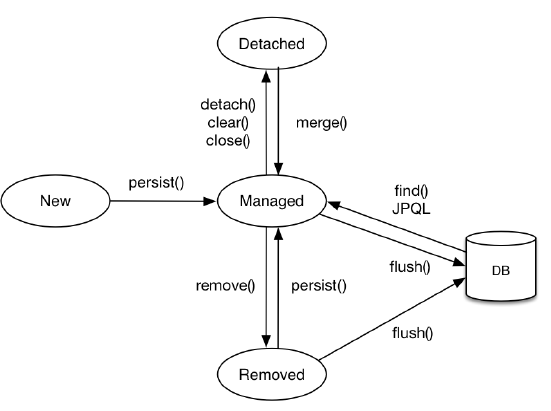 Detached
detach()
clear()
close()
merge()
persist()
New
Managed
find()
JPQL
flush()
DB
remove()
persist()
flush()
Removed